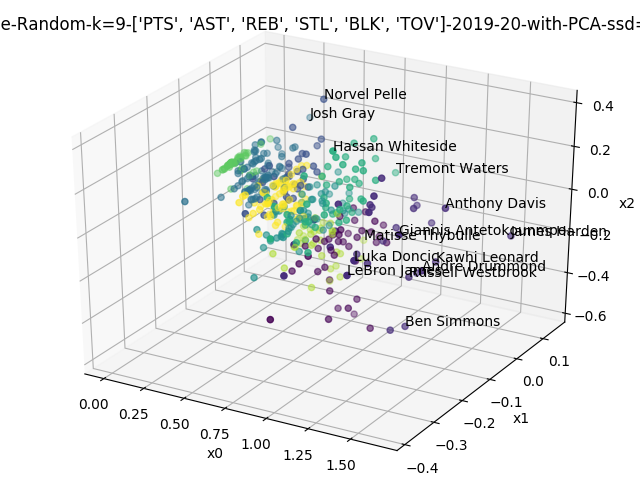 e-Random-k=9-['PTS', 'AST', 'REB', 'STL', 'BLK', 'TOV']-2019-20-with-PCA-ssd=
Norvel Pelle
Josh Gray
Hassan Whiteside
Tremont Waters
Anthony Davis
Giannis Antetokounmpo
James Harden
Matisse Thybulle
Luka Doncic
Kawhi Leonard
Andre Drummond
LeBron James
Russell Westbrook
Ben Simmons
0.4
0.2
0.0
x2
−0.2
−0.4
−0.6
0.1
0.0
−0.1
−0.2
−0.3
−0.4
x1
0.00
0.25
0.50
0.75
1.00
1.25
1.50
x0